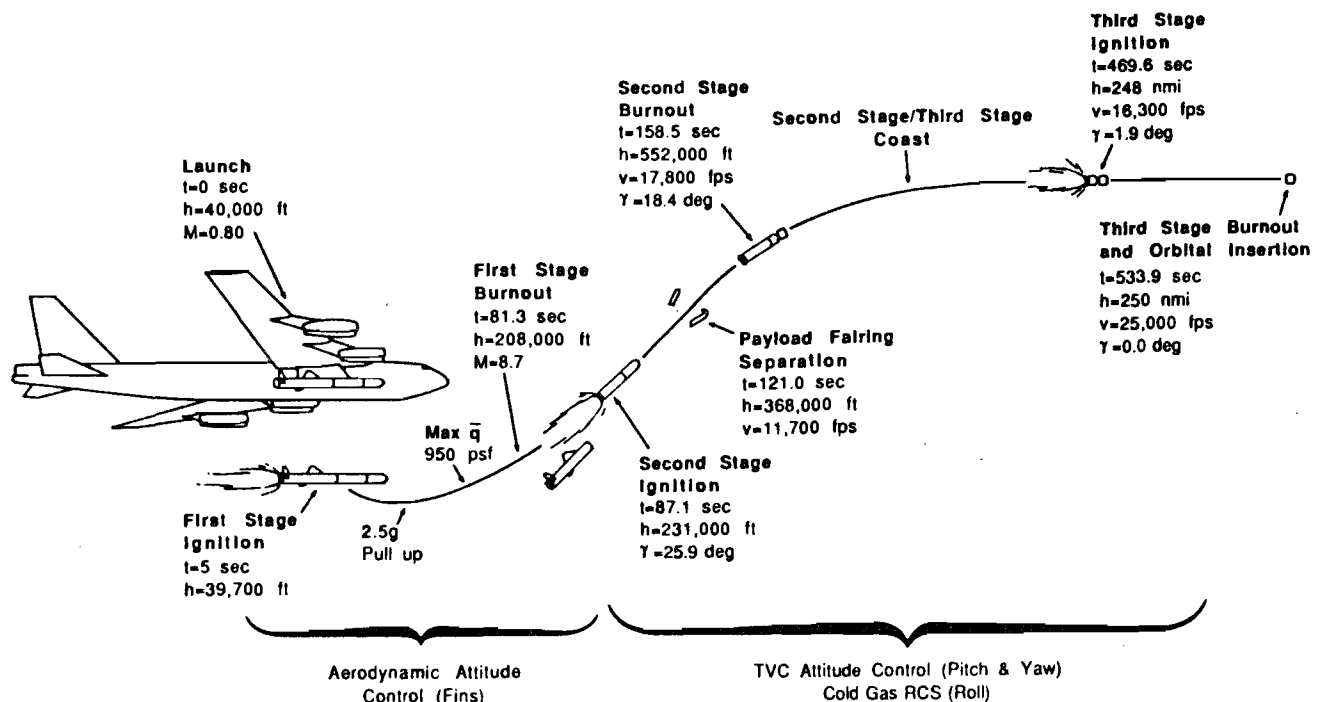 Launch
t=0 sec
h=40,000 ft
M=0.80
First Stage
Ignition
t=5 sec
h=39,700 ft
2.5g
Pull up
Max q̅
950 psf
First Stage
Burnout
t=81.3 sec
h=208,000 ft
M=8.7
Second Stage
Ignition
t=87.1 sec
h=231,000 ft
γ=25.9 deg
Payload Fairing
Separation
t=121.0 sec
h=368,000 ft
v=11,700 fps
Second Stage
Burnout
t=158.5 sec
h=552,000 ft
v=17,800 fps
γ=18.4 deg
Second Stage/Third Stage
Coast
Third Stage
Ignition
t=469.6 sec
h=248 nmi
v=16,300 fps
γ=1.9 deg
Third Stage Burnout
and Orbital Insertion
t=533.9 sec
h=250 nmi
v=25,000 fps
γ=0.0 deg
Aerodynamic Attitude
Control (Fins)
TVC Attitude Control (Pitch & Yaw)
Cold Gas RCS (Roll)